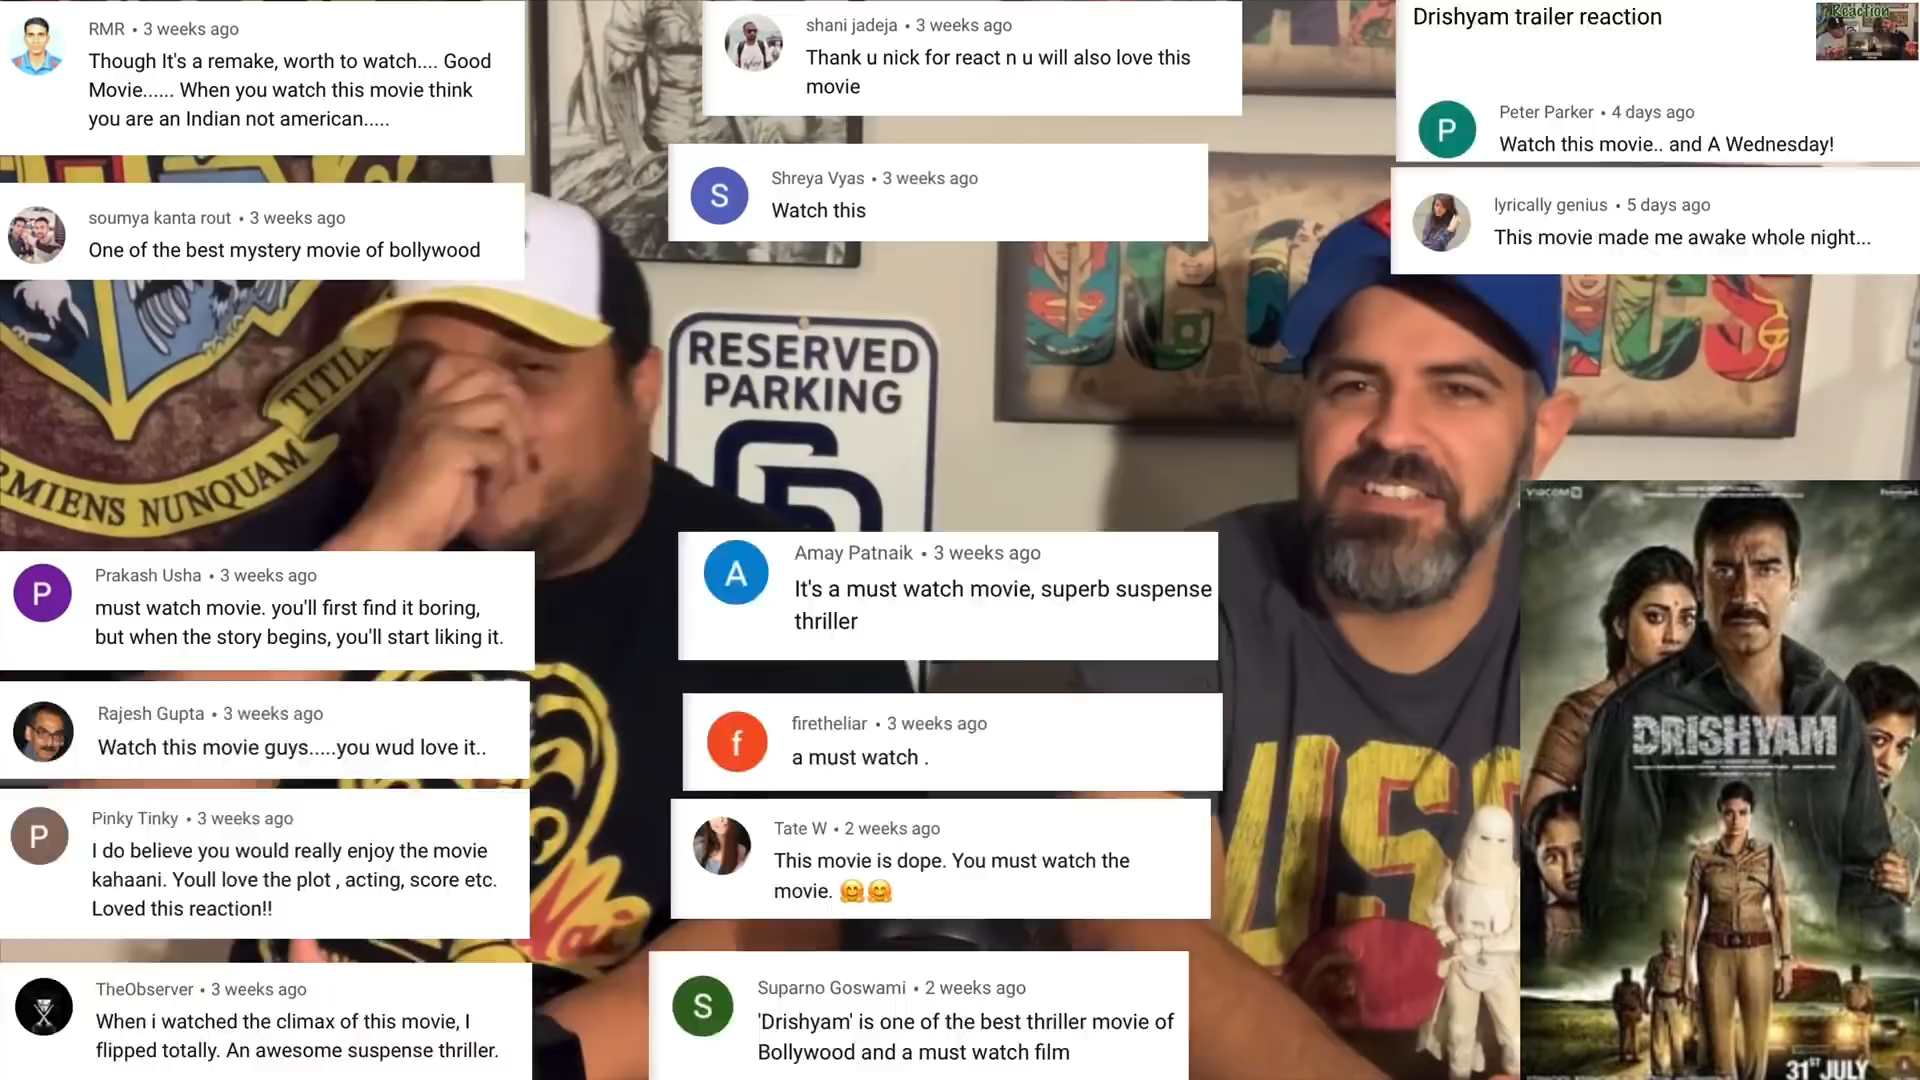 RMR • 3 weeks ago
Though It's a remake, worth to watch.... Good
Movie...... When you watch this movie think
you are an Indian not american.....
soumya kanta rout • 3 weeks ago
One of the best mystery movie of bollywood
shani jadeja • 3 weeks ago
Thank u nick for react n u will also love this
movie
S
Shreya Vyas • 3 weeks ago
Watch this
Drishyam trailer reaction
Reaction
P
Peter Parker • 4 days ago
Watch this movie.. and A Wednesday!
lyrically genius • 5 days ago
This movie made me awake whole night...
TITILL
RMIENS NUNQUAM
RESERVED
PARKING
SD
COMICS
P
Prakash Usha • 3 weeks ago
must watch movie. you'll first find it boring,
but when the story begins, you'll start liking it.
Rajesh Gupta • 3 weeks ago
Watch this movie guys.....you wud love it..
P
Pinky Tinky • 3 weeks ago
I do believe you would really enjoy the movie
kahaani. Youll love the plot , acting, score etc.
Loved this reaction!!
TheObserver • 3 weeks ago
When i watched the climax of this movie, I
flipped totally. An awesome suspense thriller.
A
Amay Patnaik • 3 weeks ago
It's a must watch movie, superb suspense
thriller
f
firetheliar • 3 weeks ago
a must watch .
Tate W • 2 weeks ago
This movie is dope. You must watch the
movie. 🤗🤗
S
Suparno Goswami • 2 weeks ago
'Drishyam' is one of the best thriller movie of
Bollywood and a must watch film
Kai
USS
VIACOM18
DRISHYAM
31ST JULY